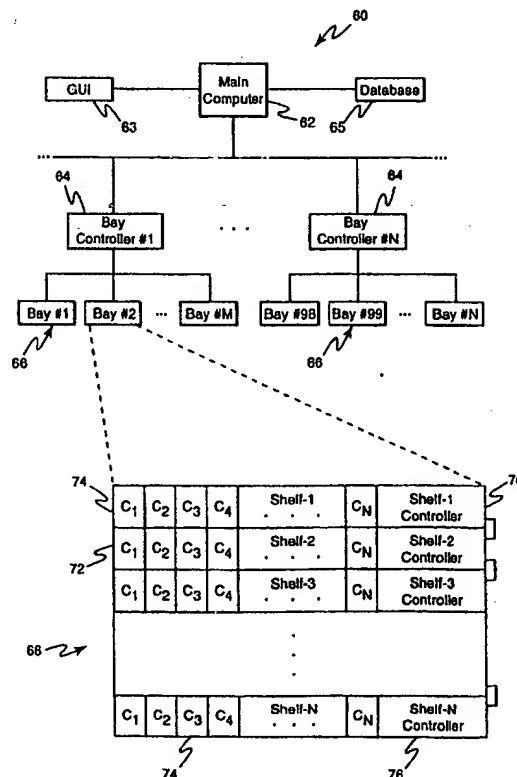 60
GUI
Main Computer
Database
63
62
65
...
...
64
64
Bay Controller #1
. . .
Bay Controller #N
Bay #1
Bay #2
...
Bay #M
Bay #98
Bay #99
...
Bay #N
66
66
74
C1 C2 C3 C4 Shelf-1 . . . CN Shelf-1 Controller
72
C1 C2 C3 C4 Shelf-2 . . . CN Shelf-2 Controller
C1 C2 C3 C4 Shelf-3 . . . CN Shelf-3 Controller
68
C1 C2 C3 C4 Shelf-N . . . CN Shelf-N Controller
74
76